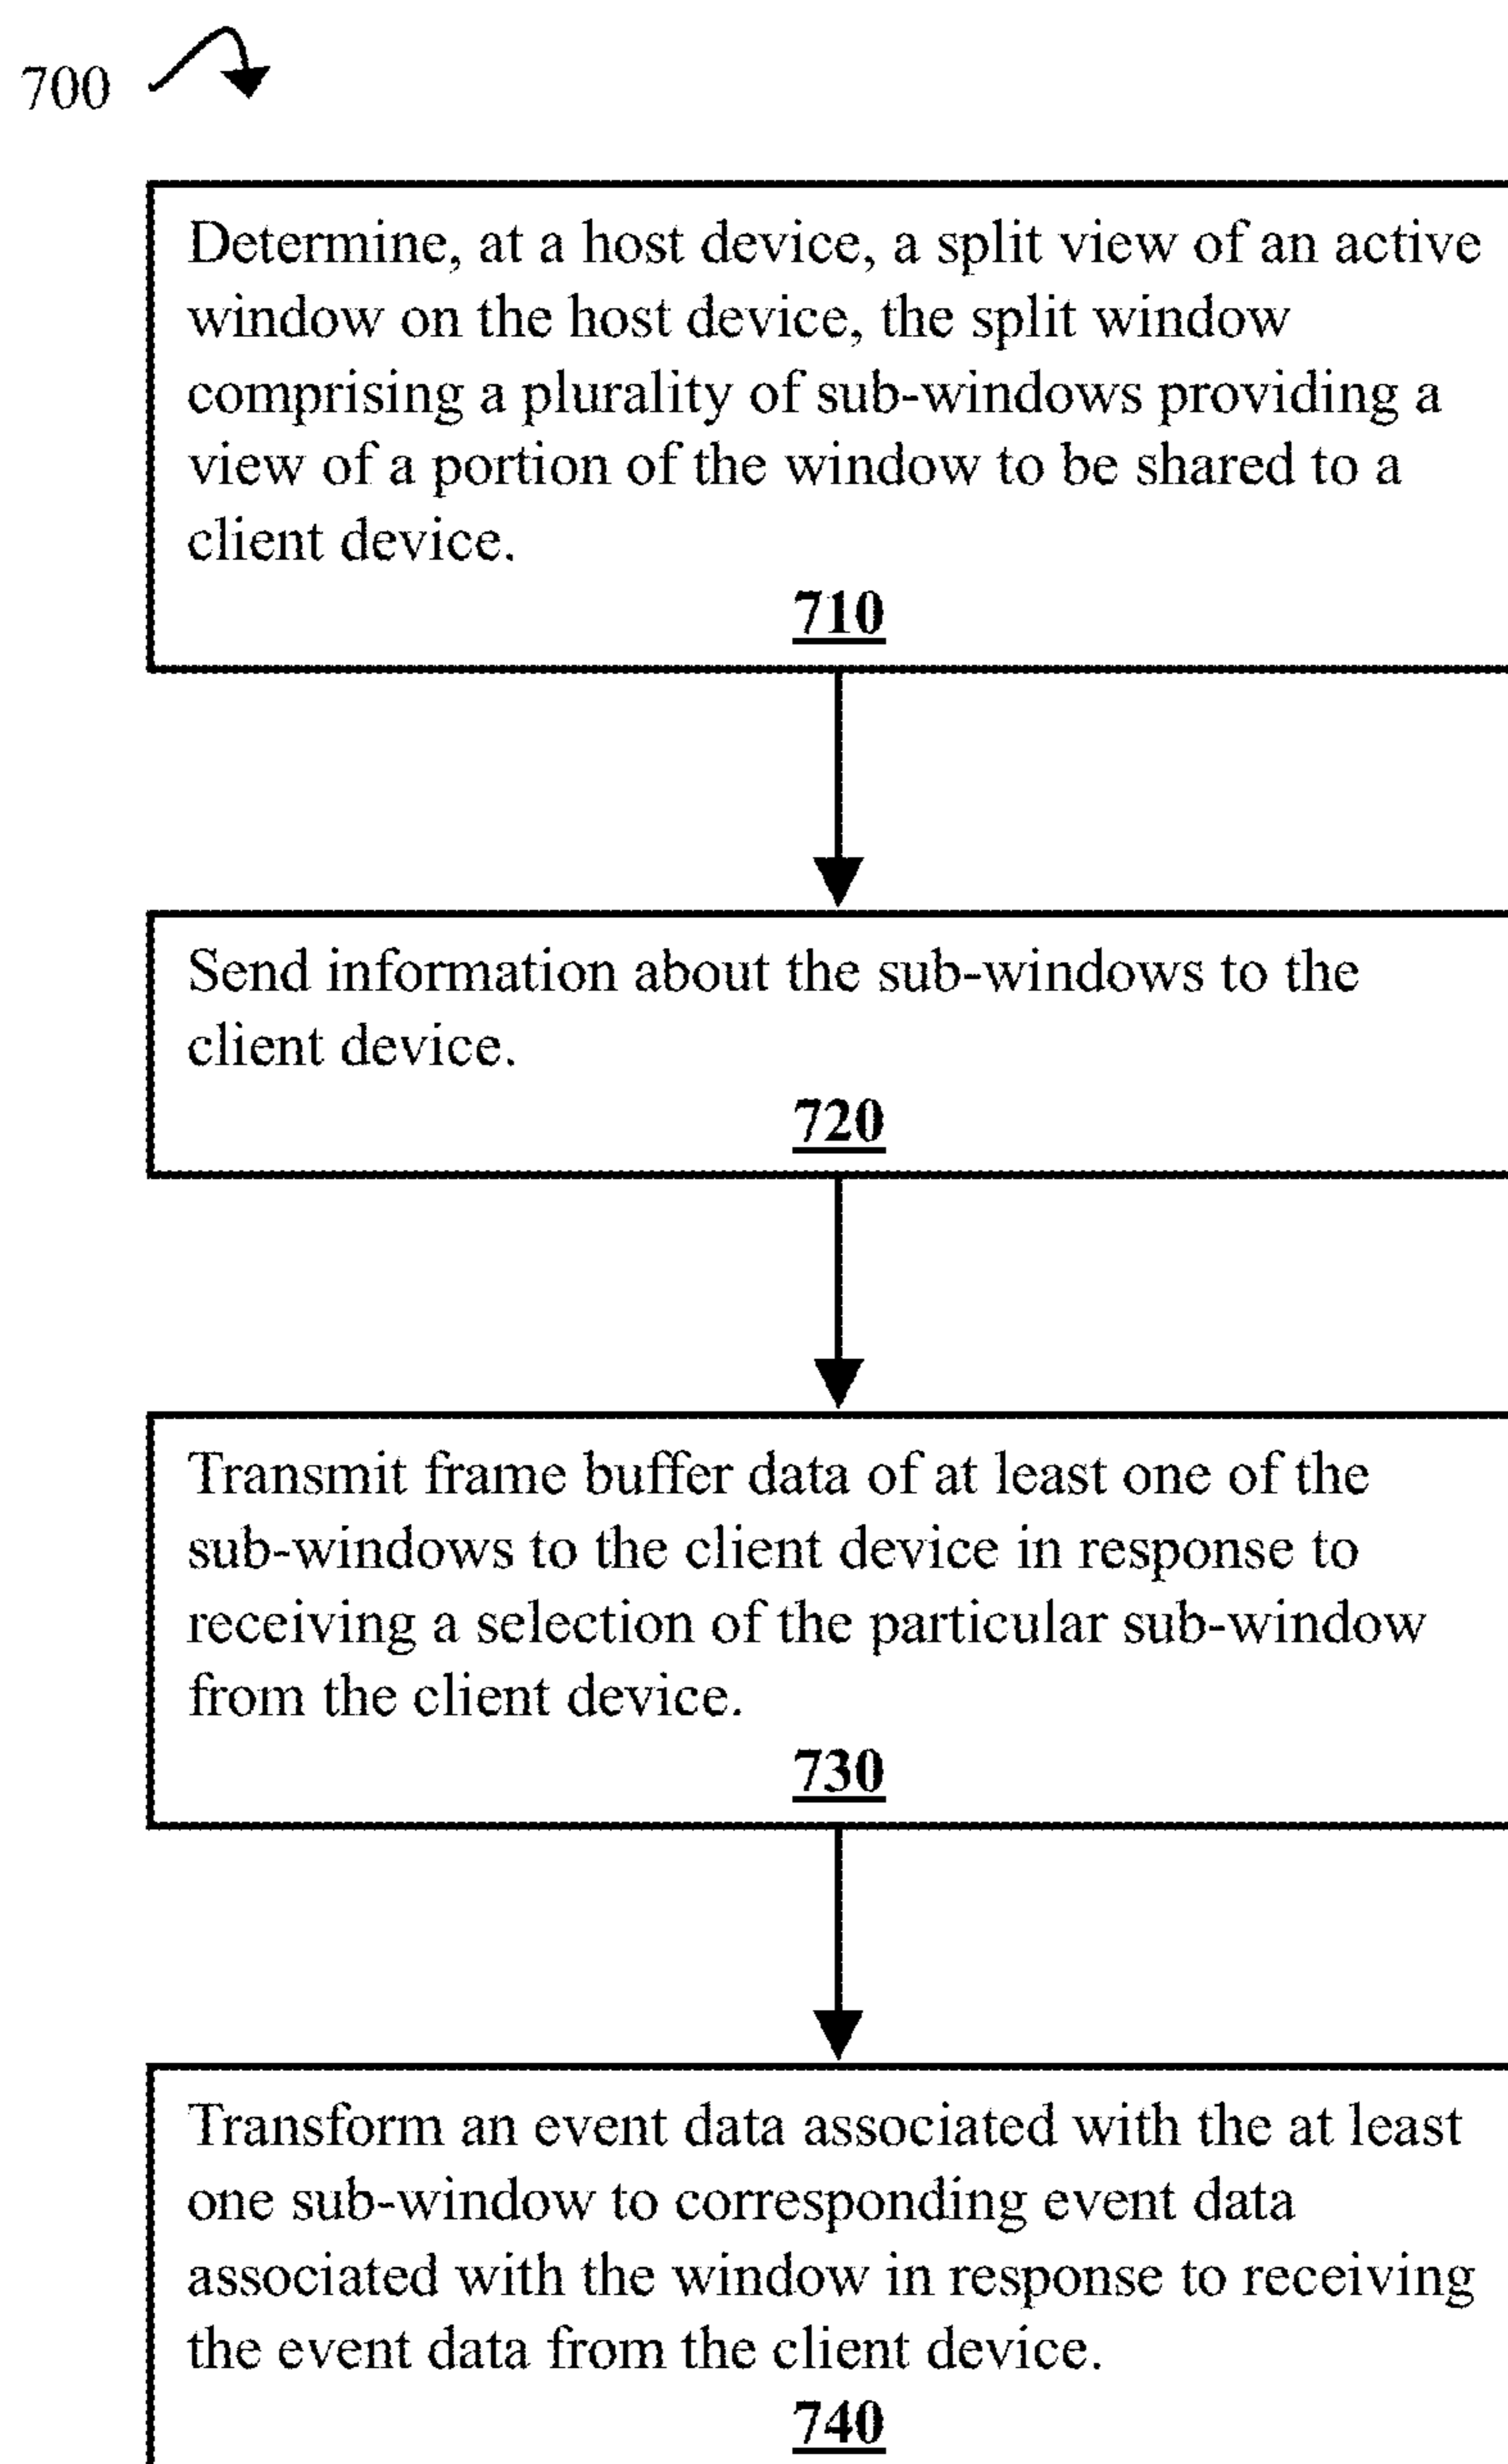 700
Determine, at a host device, a split view of an active
window on the host device, the split window
comprising a plurality of sub-windows providing a
view of a portion of the window to be shared to a
client device.
710
Send information about the sub-windows to the
client device.
720
Transmit frame buffer data of at least one of the
sub-windows to the client device in response to
receiving a selection of the particular sub-window
from the client device.
730
Transform an event data associated with the at least
one sub-window to corresponding event data
associated with the window in response to receiving
the event data from the client device.
740